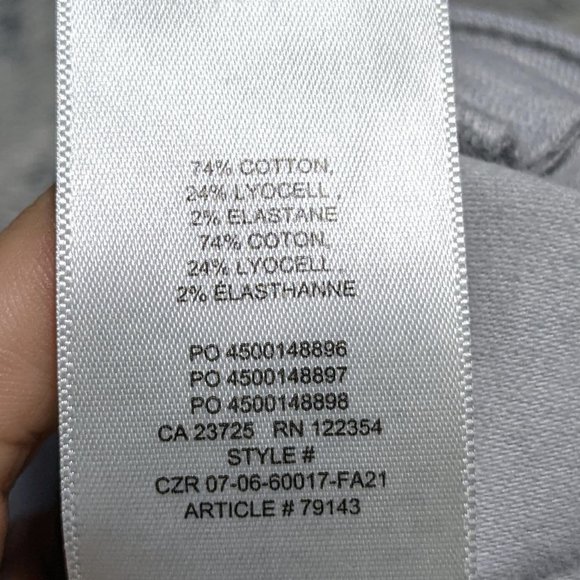 74% COTTON,
24% LYOCELL ,
2% ELASTANE
74% COTON,
24% LYOCELL ,
2% ÉLASTHANNE
PO 4500148896
PO 4500148897
PO 4500148898
CA 23725 RN 122354
STYLE #
CZR 07-06-60017-FA21
ARTICLE # 79143